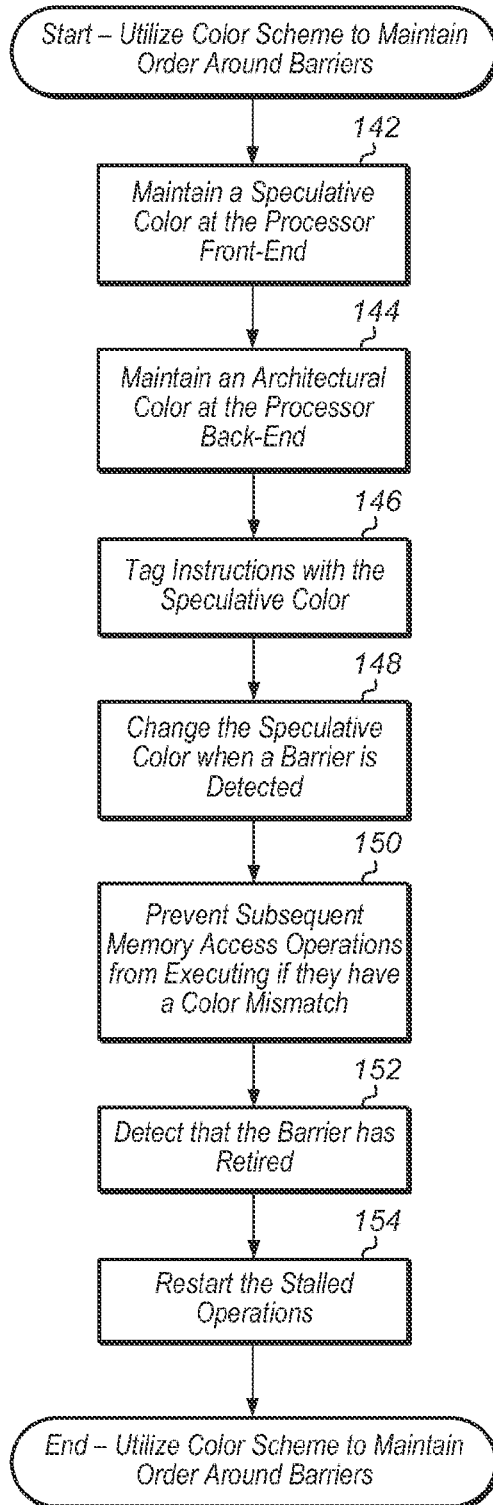 Start – Utilize Color Scheme to Maintain
Order Around Barriers
142
Maintain a Speculative
Color at the Processor
Front-End
144
Maintain an Architectural
Color at the Processor
Back-End
146
Tag Instructions with the
Speculative Color
148
Change the Speculative
Color when a Barrier is
Detected
150
Prevent Subsequent
Memory Access Operations
from Executing if they have
a Color Mismatch
152
Detect that the Barrier has
Retired
154
Restart the Stalled
Operations
End – Utilize Color Scheme to Maintain
Order Around Barriers